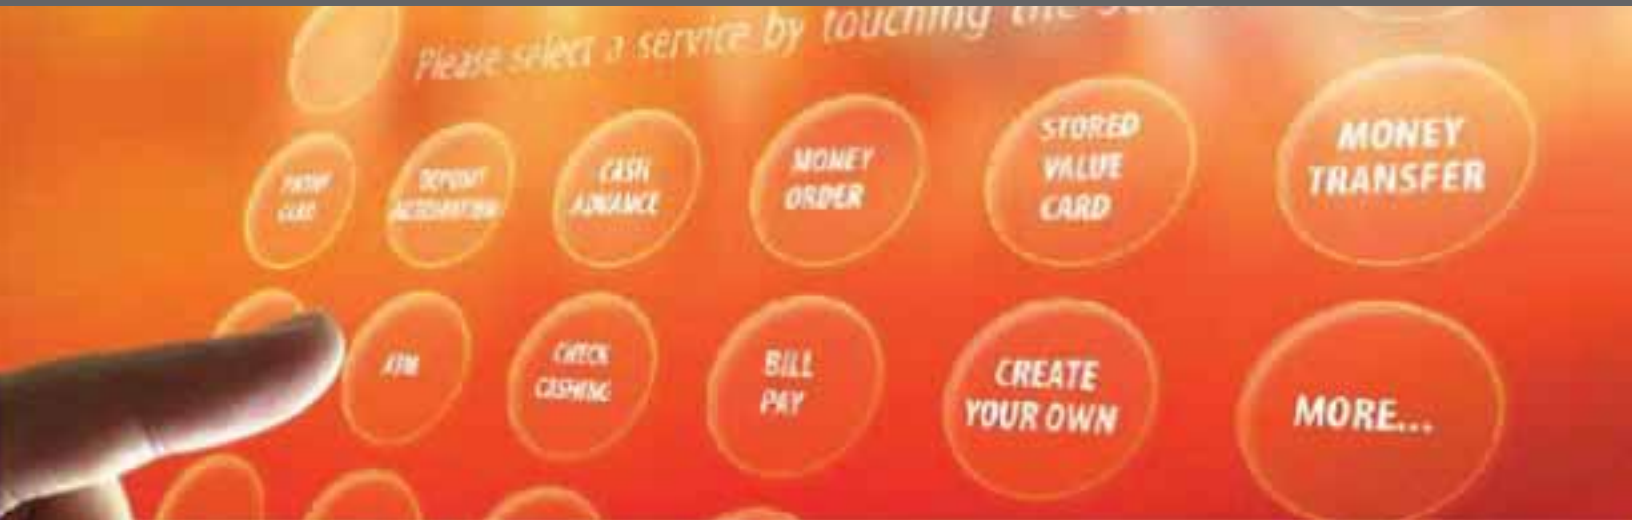 Please select a service by touching the
CASH
ADVANCE
MONEY
ORDER
STORED
VALUE
CARD
MONEY
TRANSFER
ATM
CHECK
CASHING
BILL
PAY
CREATE
YOUR OWN
MORE...